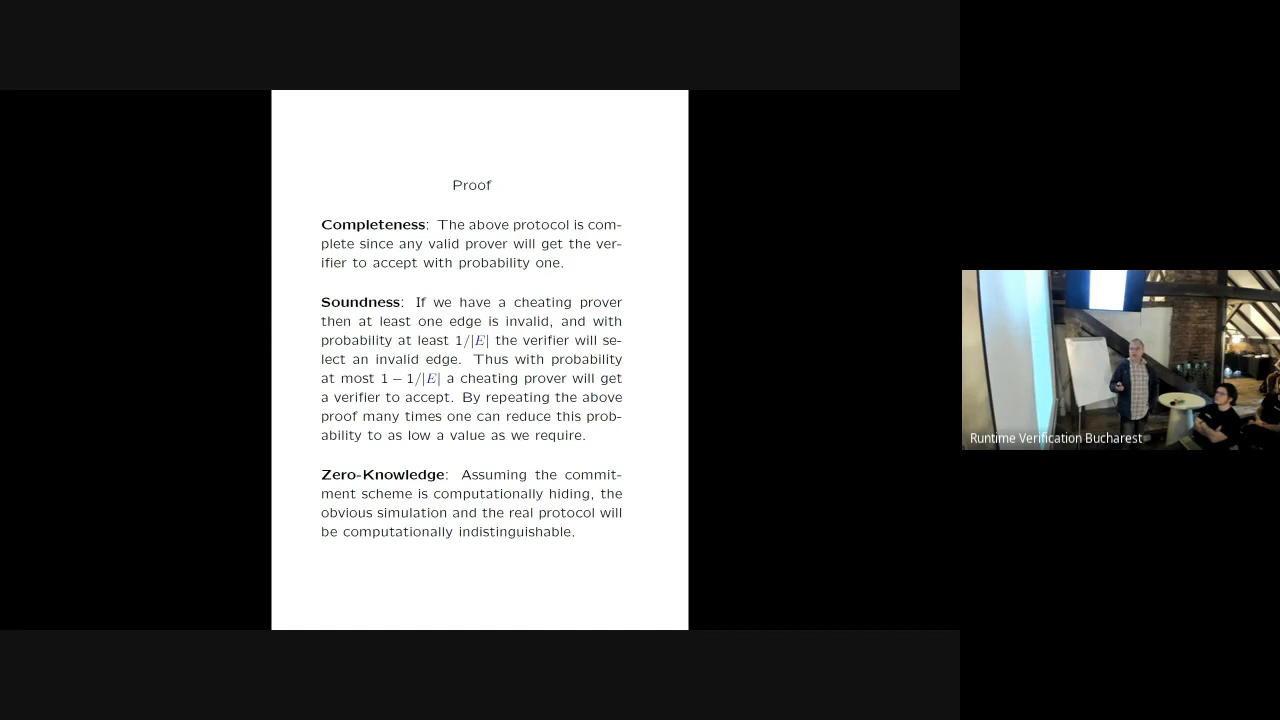 Proof
Completeness: The above protocol is com-
plete since any valid prover will get the ver-
ifier to accept with probability one.
Soundness: If we have a cheating prover
then at least one edge is invalid, and with
probability at least 1/|E| the verifier will se-
lect an invalid edge. Thus with probability
at most 1 − 1/|E| a cheating prover will get
a verifier to accept. By repeating the above
proof many times one can reduce this prob-
ability to as low a value as we require.
Zero-Knowledge: Assuming the commit-
ment scheme is computationally hiding, the
obvious simulation and the real protocol will
be computationally indistinguishable.
Runtime Verification Bucharest